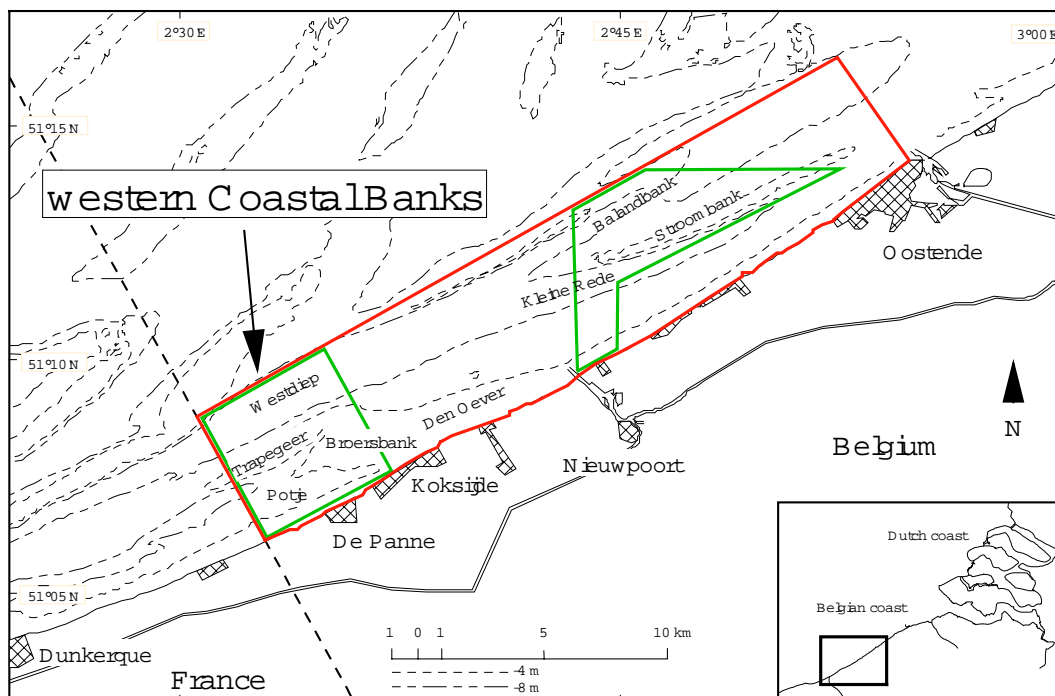 2°30 E
2°45 E
3°00 E
51°15 N
western Coastal Banks
Balandbank
Stroombank
Oostende
Kleine Rede
51°10 N
Westdiep
Den Oever
Broersbank
Trapegeer
Potje
Nieuwpoort
Belgium
N
Koksijde
De Panne
Dutch coast
51°05 N
Belgian coast
1 0 1 5 10 km
Dunkerque
France
-4 m
-8 m